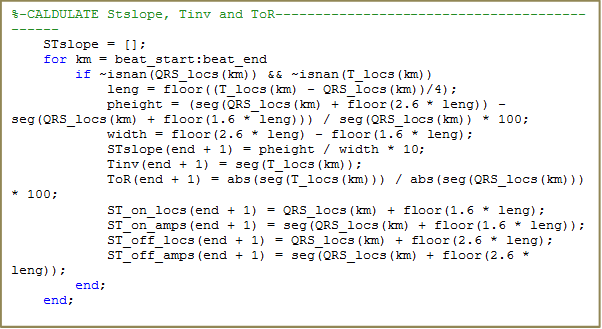 %-CALDULATE Stslope, Tinv and ToR---------------------------------------
------
    STslope = [];
    for km = beat_start:beat_end
        if ~isnan(QRS_locs(km)) && ~isnan(T_locs(km))
            leng = floor((T_locs(km) - QRS_locs(km))/4);
            pheight = (seg(QRS_locs(km) + floor(2.6 * leng)) -
seg(QRS_locs(km) + floor(1.6 * leng))) / seg(QRS_locs(km)) * 100;
            width = floor(2.6 * leng) - floor(1.6 * leng);
            STslope(end + 1) = pheight / width * 10;
            Tinv(end + 1) = seg(T_locs(km));
            ToR(end + 1) = abs(seg(T_locs(km))) / abs(seg(QRS_locs(km)))
* 100;
            ST_on_locs(end + 1) = QRS_locs(km) + floor(1.6 * leng);
            ST_on_amps(end + 1) = seg(QRS_locs(km) + floor(1.6 * leng));
            ST_off_locs(end + 1) = QRS_locs(km) + floor(2.6 * leng);
            ST_off_amps(end + 1) = seg(QRS_locs(km) + floor(2.6 *
leng));
        end;
    end;